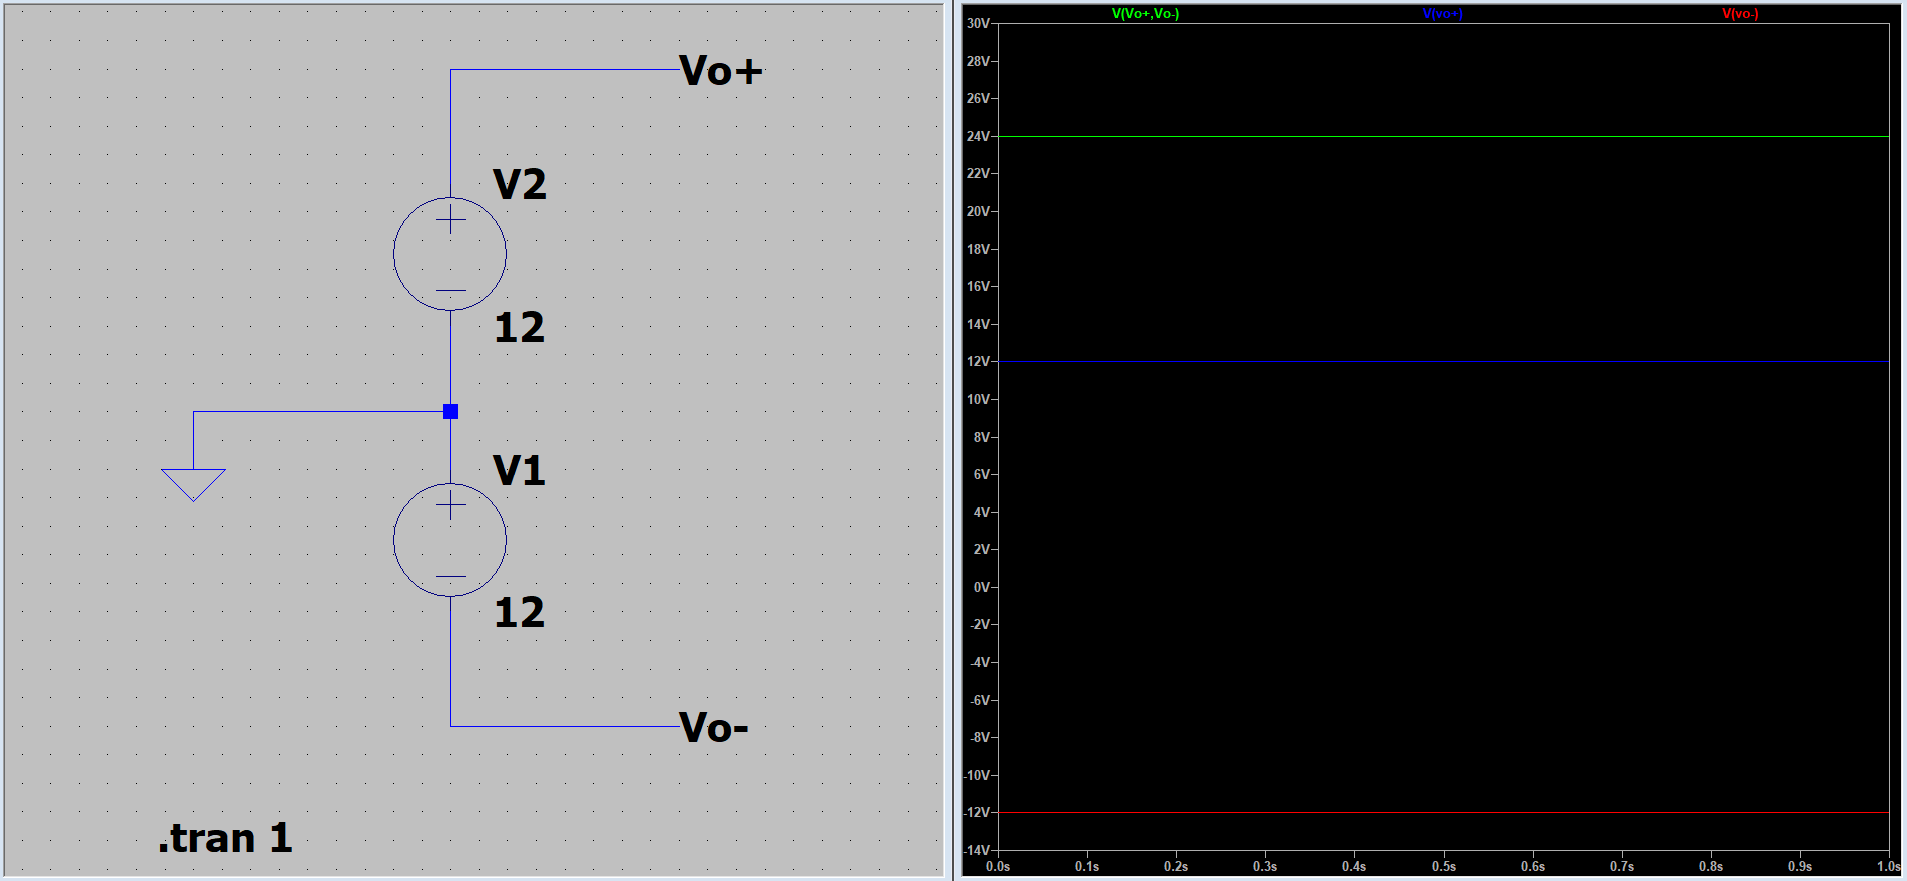 Vo+
V2
12
V1
12
Vo-
.tran 1
V(Vo+,Vo-) V(vo+) V(vo-)
30V
28V
26V
24V
22V
20V
18V
16V
14V
12V
10V
8V
6V
4V
2V
0V
-2V
-4V
-6V
-8V
-10V
-12V
-14V
0.0s 0.1s 0.2s 0.3s 0.4s 0.5s 0.6s 0.7s 0.8s 0.9s 1.0s